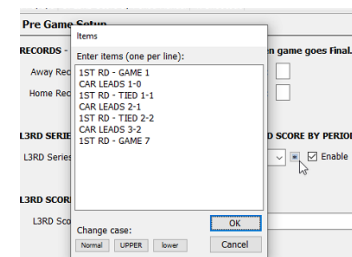 Pre Game Setup
Items
RECORDS -
n game goes Final.
Enter items (one per line):
Away Rec
Home Rec
1ST RD - GAME 1
CAR LEADS 1-0
1ST RD - TIED 1-1
CAR LEADS 2-1
1ST RD - TIED 2-2
CAR LEADS 3-2
1ST RD - GAME 7
L3RD SERIE
D SCORE BY PERIO
L3RD Series
Enable
L3RD SCOR
L3RD Sco
Change case:
Normal UPPER lower
OK
Cancel